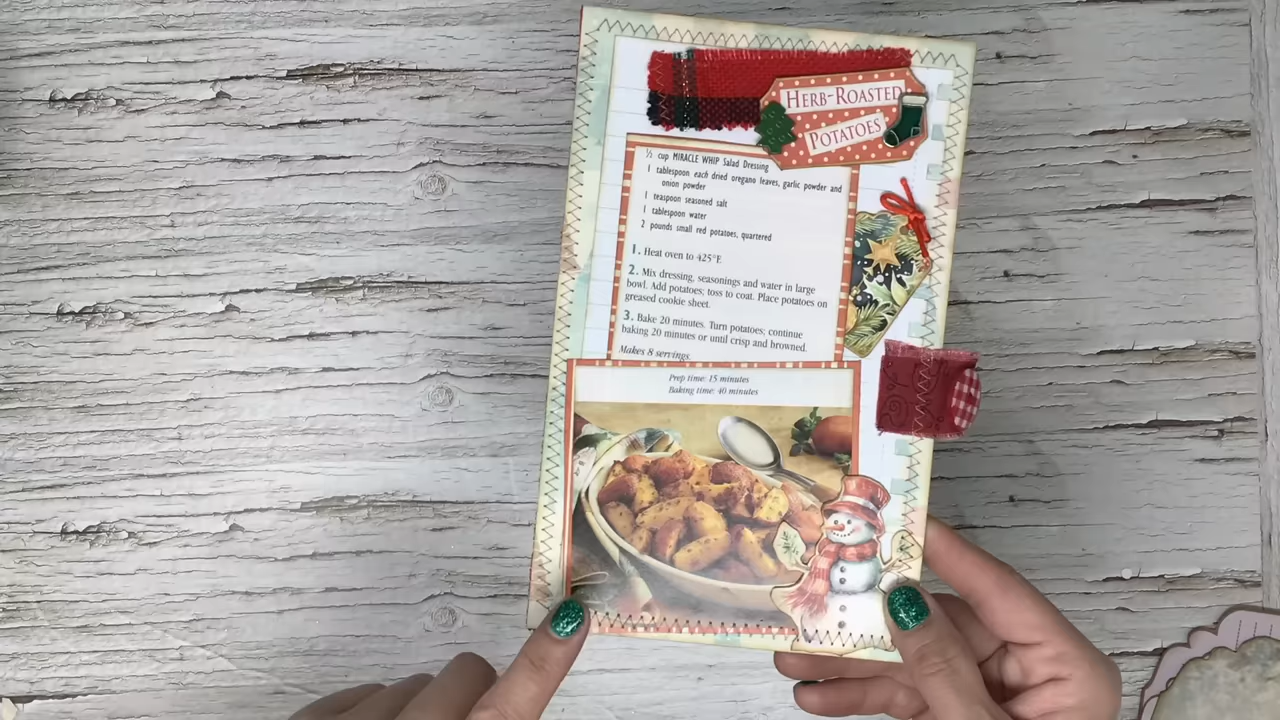 HERB-ROASTED
POTATOES
½ cup MIRACLE WHIP Salad Dressing
1 tablespoon each dried oregano leaves, garlic powder and
onion powder
1 teaspoon seasoned salt
1 tablespoon water
2 pounds small red potatoes, quartered
1. Heat oven to 425°F.
2. Mix dressing, seasonings and water in large
bowl. Add potatoes; toss to coat. Place potatoes on
greased cookie sheet.
3. Bake 20 minutes. Turn potatoes; continue
baking 20 minutes or until crisp and browned.
Makes 8 servings.
Prep time: 15 minutes
Baking time: 40 minutes